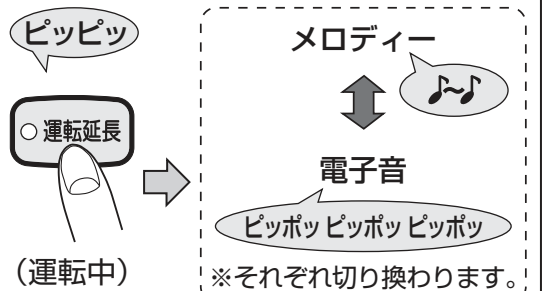 ピッピッ
運転延長
(運転中)
メロディー
♪～♪
電子音
ピッポッ ピッポッ ピッポッ
※それぞれ切り換わります。